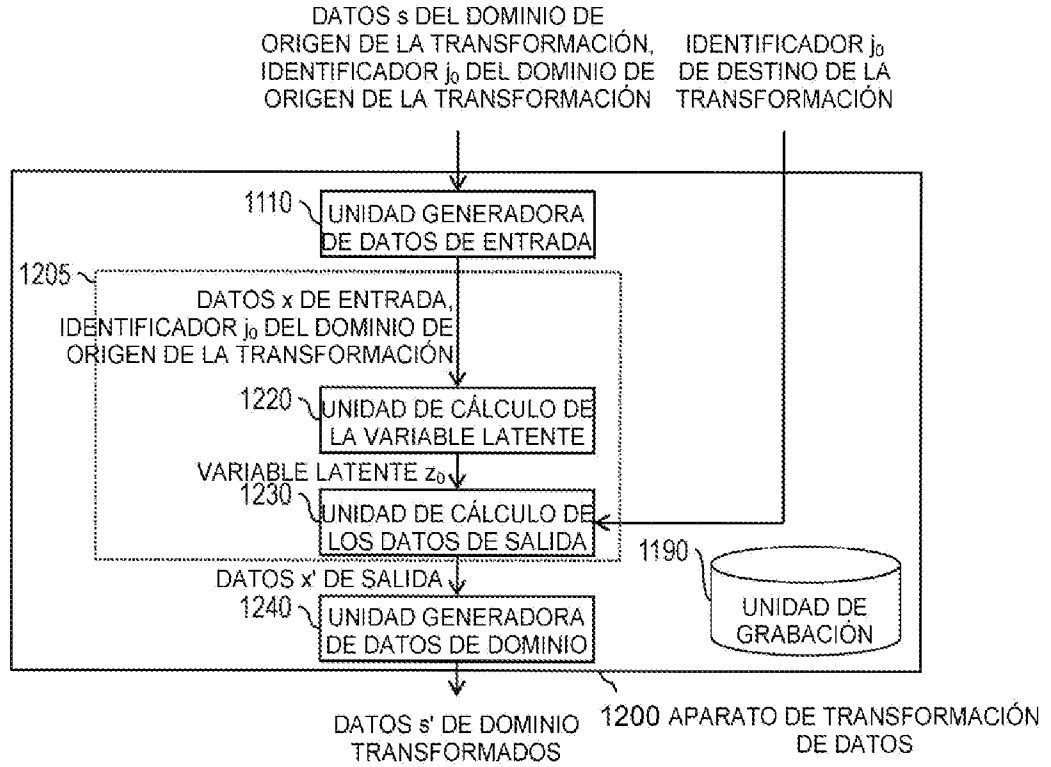 DATOS s DEL DOMINIO DE
ORIGEN DE LA TRANSFORMACIÓN,
IDENTIFICADOR j₀ DEL DOMINIO DE
ORIGEN DE LA TRANSFORMACIÓN
IDENTIFICADOR j₀
DE DESTINO DE LA
TRANSFORMACIÓN
1110
UNIDAD GENERADORA
DE DATOS DE ENTRADA
1205
DATOS x DE ENTRADA,
IDENTIFICADOR j₀ DEL DOMINIO DE
ORIGEN DE LA TRANSFORMACIÓN
1220
UNIDAD DE CÁLCULO DE
LA VARIABLE LATENTE
VARIABLE LATENTE z₀
1230
UNIDAD DE CÁLCULO DE
LOS DATOS DE SALIDA
DATOS x' DE SALIDA
1240
UNIDAD GENERADORA
DE DATOS DE DOMINIO
1190
UNIDAD DE
GRABACIÓN
DATOS s' DE DOMINIO
TRANSFORMADOS
1200 APARATO DE TRANSFORMACIÓN
DE DATOS